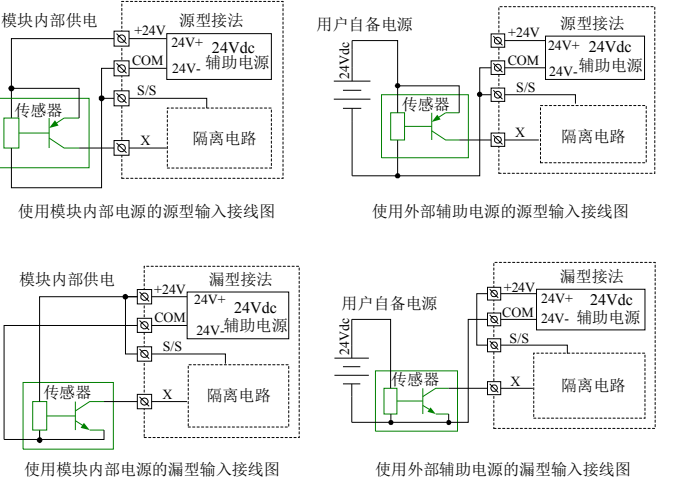 模块内部供电
源型接法
+24V
24V+
24Vdc
辅助电源
COM
24V-
S/S
传感器
X
隔离电路
使用模块内部电源的源型输入接线图
用户自备电源
源型接法
+24V
24V+
24Vdc
辅助电源
24Vdc
COM
24V-
S/S
传感器
X
隔离电路
使用外部辅助电源的源型输入接线图
模块内部供电
漏型接法
+24V
24V+
24Vdc
辅助电源
COM
24V-
S/S
传感器
X
隔离电路
使用模块内部电源的漏型输入接线图
用户自备电源
漏型接法
+24V
24V+
24Vdc
辅助电源
24Vdc
COM
24V-
S/S
传感器
X
隔离电路
使用外部辅助电源的漏型输入接线图